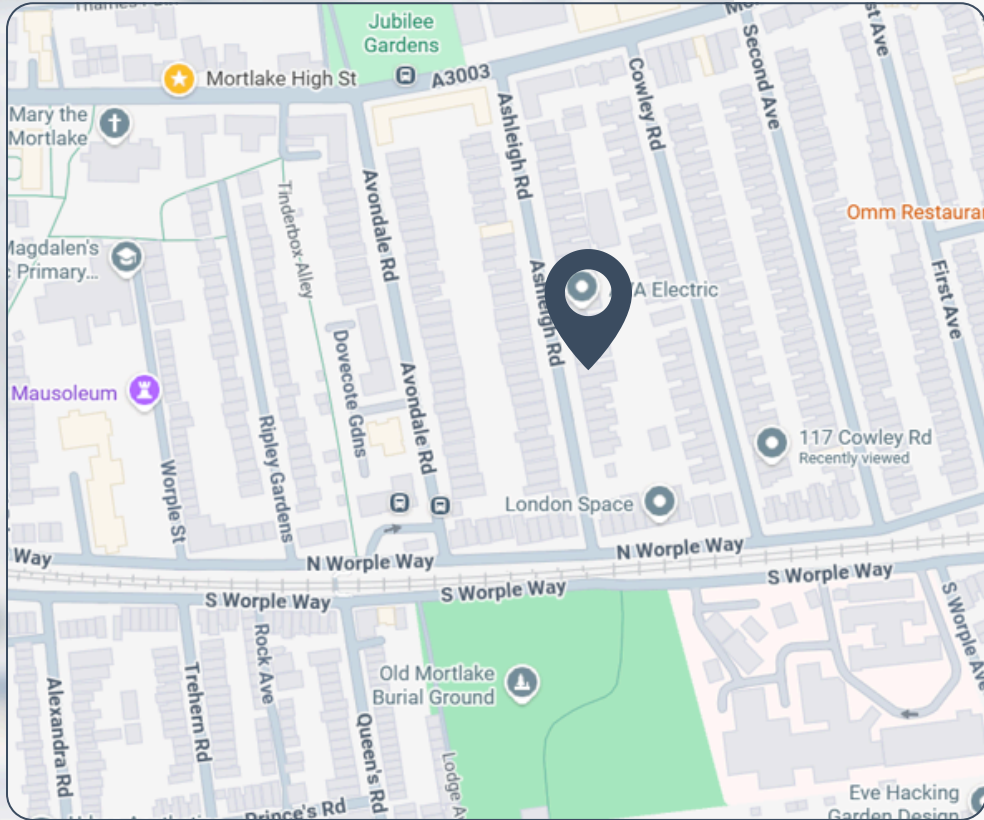 Jubilee
Gardens
Mortlake High St
A3003
Mary the
Mortlake
Second Ave
Cowley Rd
Ashleigh Rd
Avondale Rd
Tinderbox Alley
Omm Restaurar
Magdalen's
Primary...
Electric
Ashleigh Rd
First Ave
Dovecote Gdns
Avondale Rd
Mausoleum
Ripley Gardens
117 Cowley Rd
Recently viewed
Worple St
London Space
Way
N Worple Way
N Worple Way
S Worple Way
S Worple Way
S Worple Way
S Worple Ave
Rock Ave
Trehern Rd
Alexandra Rd
Old Mortlake
Burial Ground
Queen's Rd
Lodge Av
Prince's Rd
Eve Hacking
Garden Design